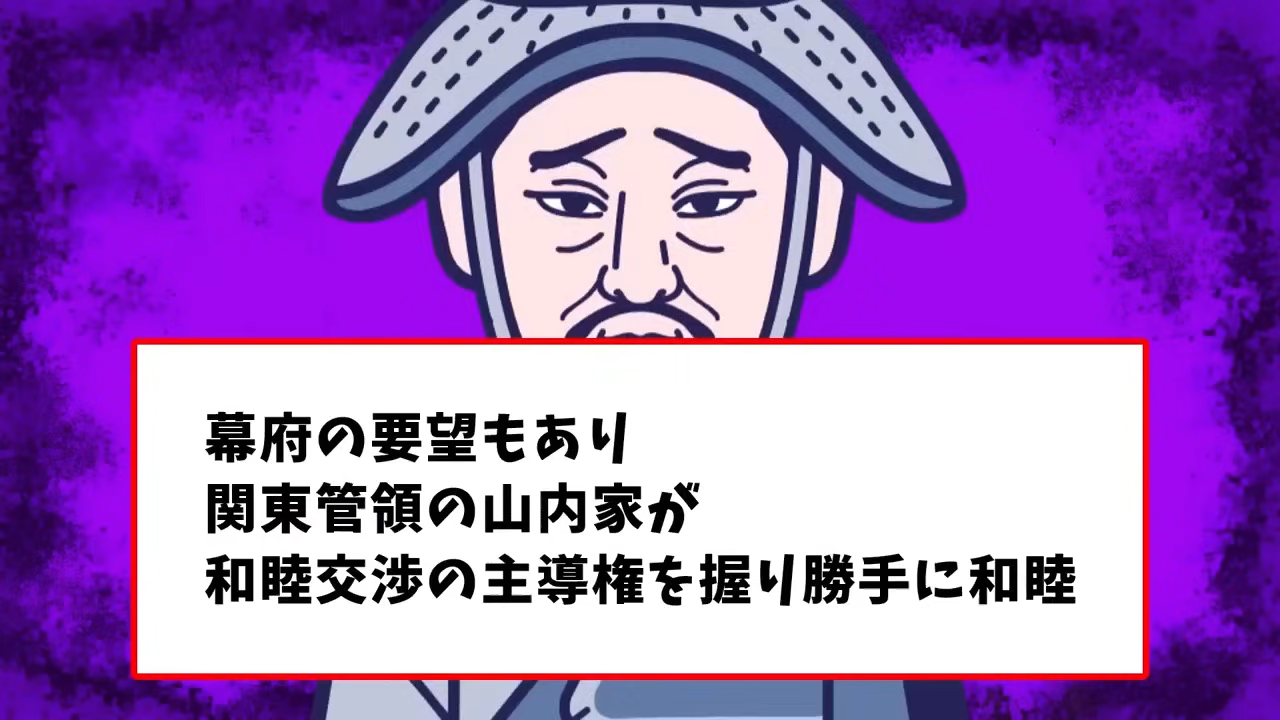 幕府の要望もあり
関東管領の山内家が
和睦交渉の主導権を握り勝手に和睦